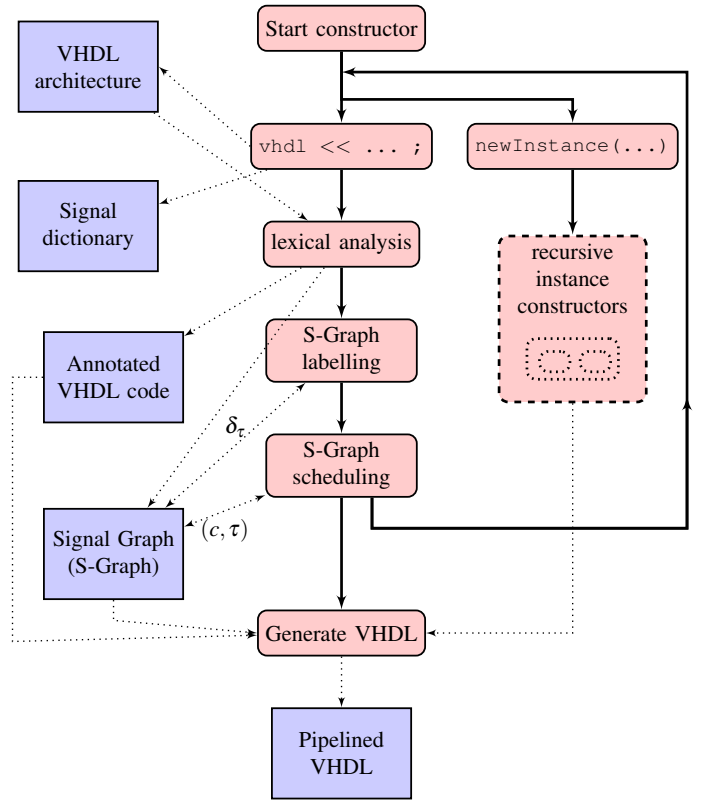 Start constructor
VHDL
architecture
vhdl << ... ;
newInstance(...)
Signal
dictionary
lexical analysis
recursive
instance
constructors
S-Graph
labelling
Annotated
VHDL code
δτ
S-Graph
scheduling
(c, τ)
Signal Graph
(S-Graph)
Generate VHDL
Pipelined
VHDL